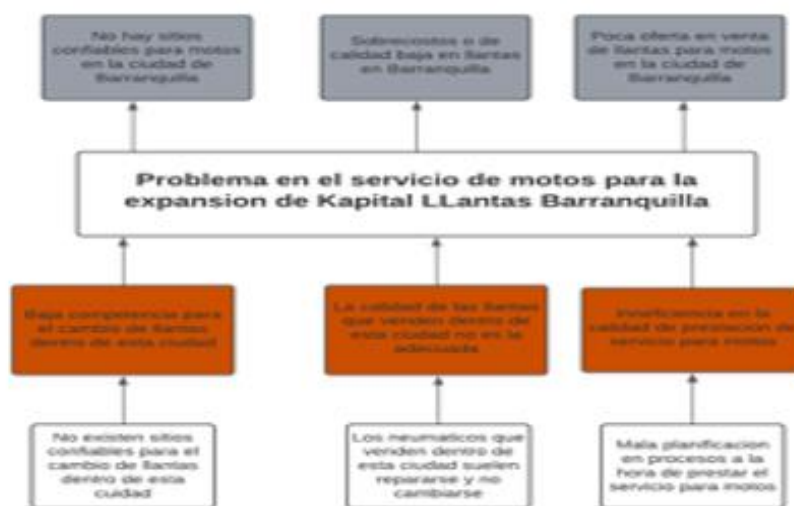 No hay sitios
confiables para motos
en la ciudad de
Barranquilla
Sobrecostos o de
calidad baja en llantas
en Barranquilla
Poca oferta en venta
de llantas para motos
en la ciudad de
Barranquilla
Problema en el servicio de motos para la
expansion de Kapital LLantas Barranquilla
Baja competencia para
el cambio de llantas
dentro de esta ciudad
La calidad de las llantas
que venden dentro de
esta ciudad no es la
adecuada
Inneficiencia en la
calidad de prestacion de
servicio para motos
No existen sitios
confiables para el
cambio de llantas
dentro de esta
cuidad
Los neumaticos que
venden dentro de
esta ciudad suelen
repararse y no
cambiarse
Mala planificacion
en procesos a la
hora de prestar el
servicio para motos